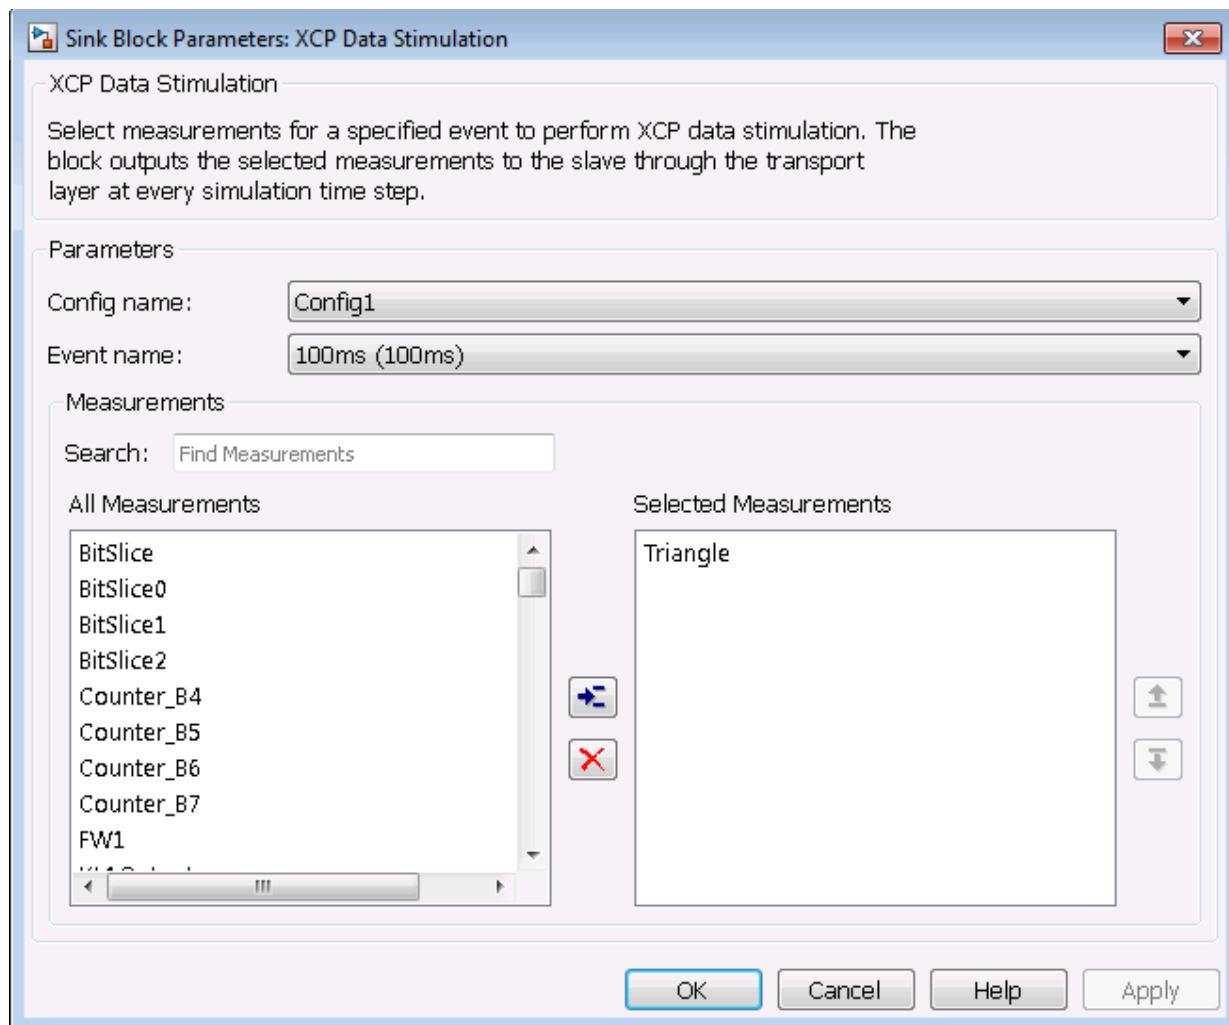 Sink Block Parameters: XCP Data Stimulation
XCP Data Stimulation
Select measurements for a specified event to perform XCP data stimulation. The
block outputs the selected measurements to the slave through the transport
layer at every simulation time step.
Parameters
Config name: Config1
Event name: 100ms (100ms)
Measurements
Search: Find Measurements
All Measurements
BitSlice
BitSlice0
BitSlice1
BitSlice2
Counter_B4
Counter_B5
Counter_B6
Counter_B7
FW1
Selected Measurements
Triangle
OK Cancel Help Apply